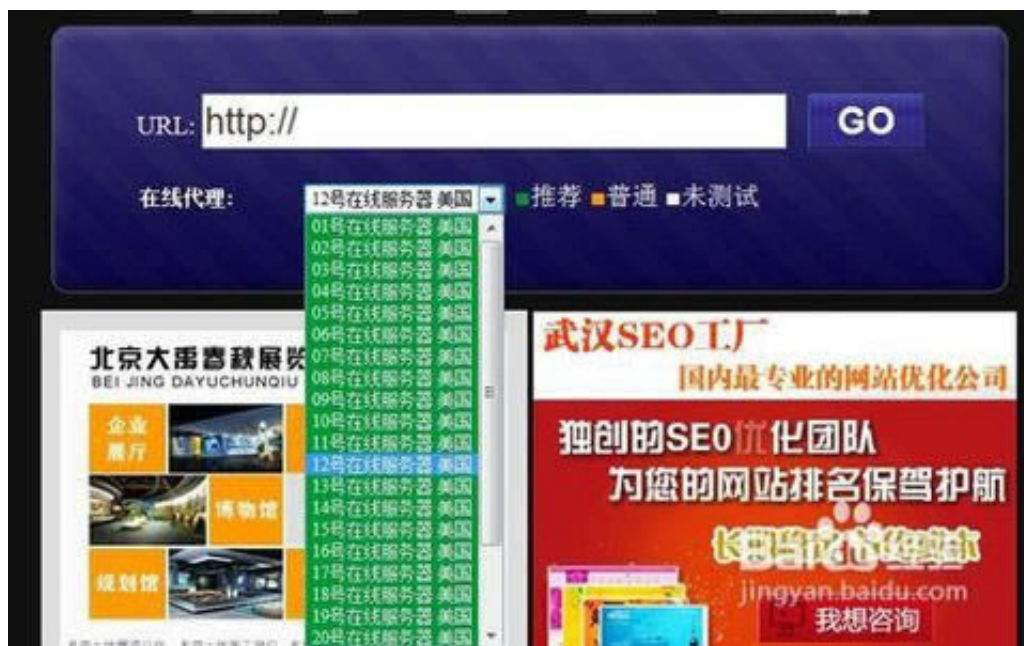 URL: http:// GO
在线代理: 12号在线服务器 美国 推荐 普通 未测试
01号在线服务器 美国
02号在线服务器 美国
03号在线服务器 美国
04号在线服务器 美国
05号在线服务器 美国
06号在线服务器 美国
07号在线服务器 美国
08号在线服务器 美国
09号在线服务器 美国
10号在线服务器 美国
11号在线服务器 美国
12号在线服务器 美国
13号在线服务器 美国
14号在线服务器 美国
15号在线服务器 美国
16号在线服务器 美国
17号在线服务器 美国
18号在线服务器 美国
19号在线服务器 美国
20号在线服务器 美国
北京大禹春秋展览
BEI JING DAYUCHUNQIU
企业
展厅
博物馆
规划馆
武汉SEO工厂
国内最专业的网站优化公司
独创的SEO优化团队
为您的网站排名保驾护航
Baidu经验
jingyan.baidu.com
我想咨询